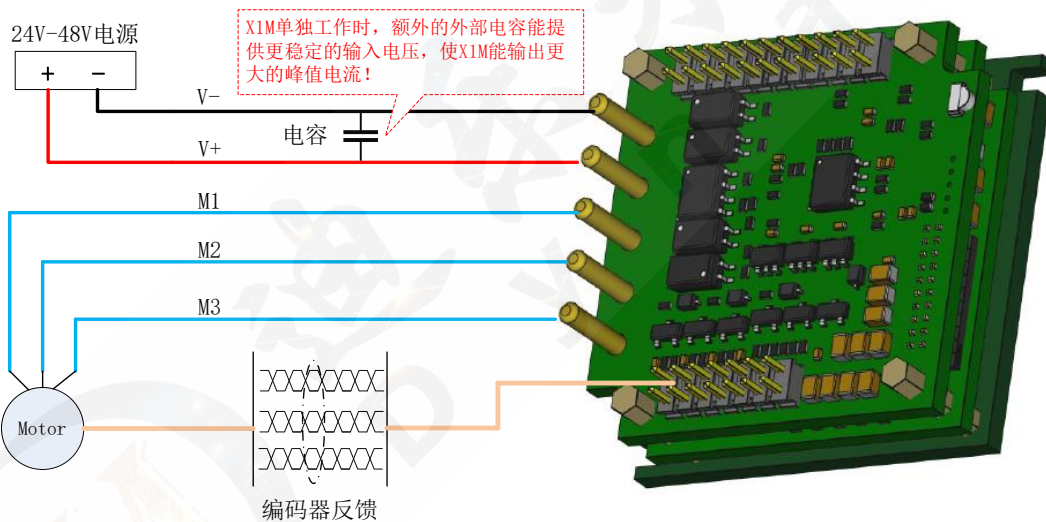 24V-48V电源
+ −
X1M单独工作时，额外的外部电容能提
供更稳定的输入电压，使X1M能输出更
大的峰值电流！
V−
电容
V+
M1
M2
M3
Motor
编码器反馈